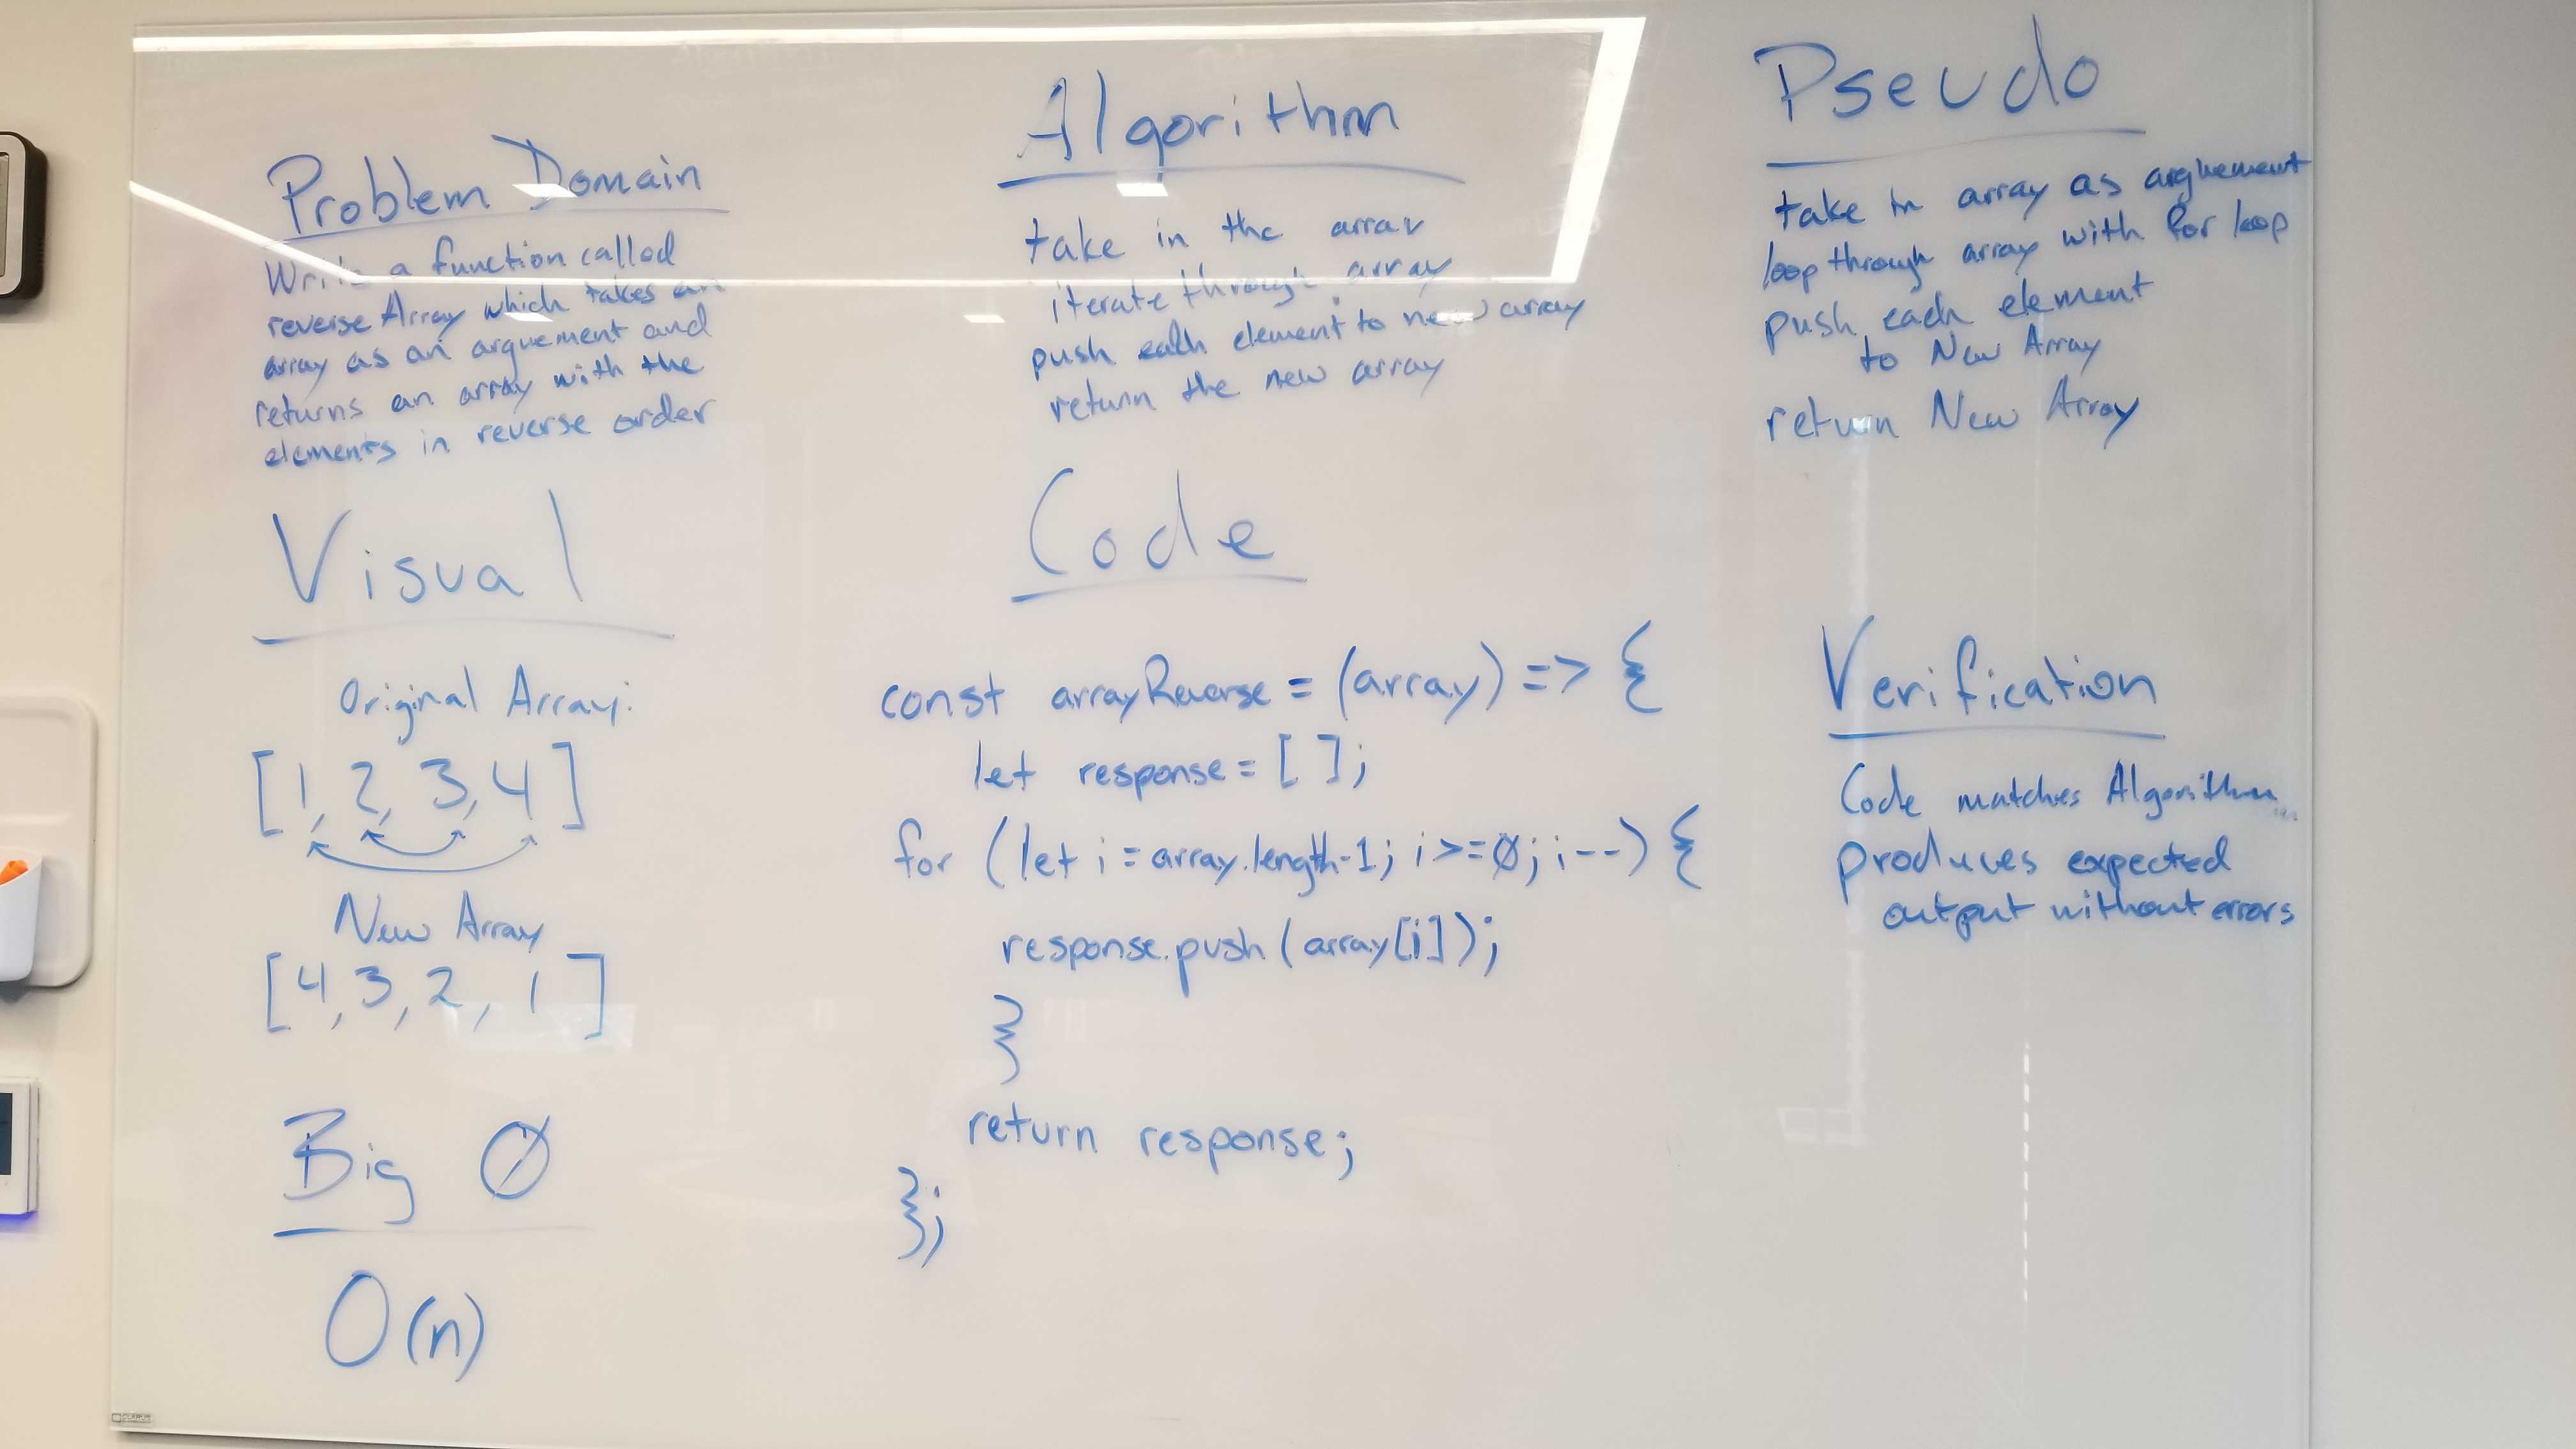 Problem Domain
Write a function called
reverse Array which takes an
array as an arguement and
returns an array with the
elements in reverse order
Visual
Original Array:
[1, 2, 3, 4]
New Array
[4, 3, 2, 1]
Big Ø
O(n)
Algorithm
take in the array
iterate through array
push each element to new array
return the new array
Code
const arrayReverse = (array) => {
let response = [ ];
for (let i = array.length-1; i >= Ø; i--) {
response.push(array[i]);
}
return response;
};
Pseudo
take in array as arguement
loop through array with for loop
push each element
to New Array
return New Array
Verification
Code matches Algorithm
produces expected
output without errors